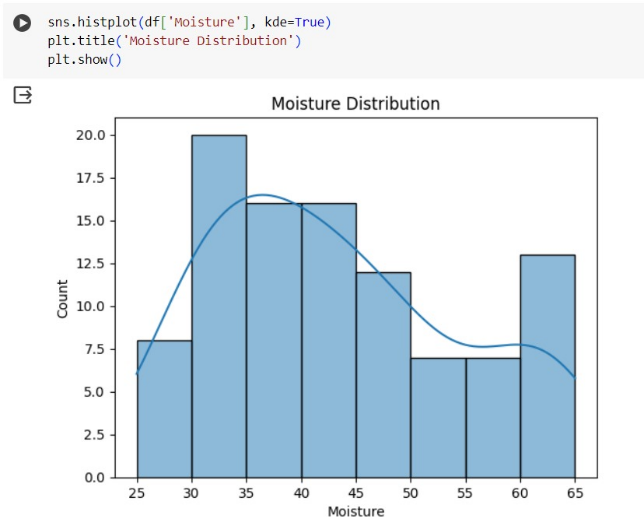 sns.histplot(df['Moisture'], kde=True)
plt.title('Moisture Distribution')
plt.show()
Moisture Distribution
20.0
17.5
15.0
12.5
10.0
7.5
5.0
2.5
0.0
Count
25 30 35 40 45 50 55 60 65
Moisture